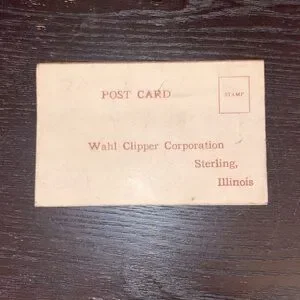 POST CARD
STAMP
Wahl Clipper Corporation
Sterling,
Illinois